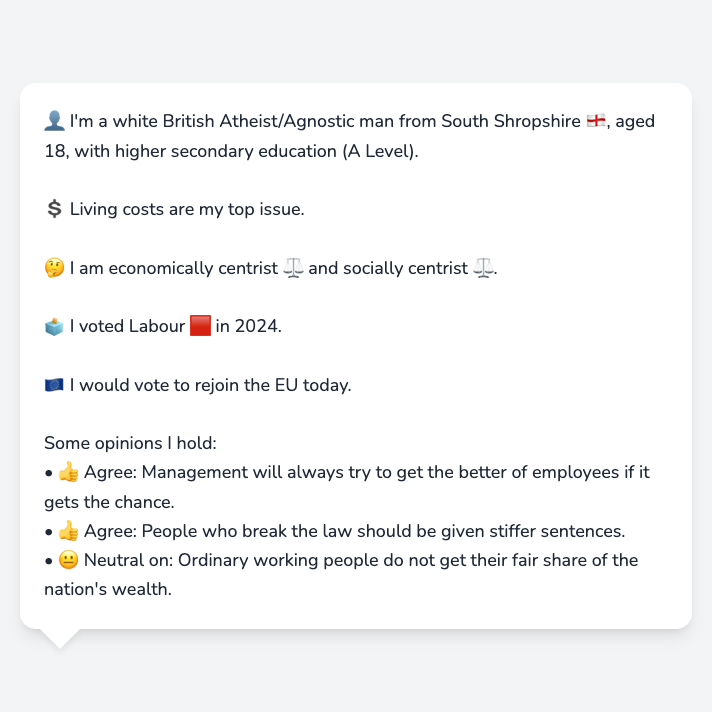 👤 I'm a white British Atheist/Agnostic man from South Shropshire 🏴󠁧󠁢󠁥󠁮󠁧󠁿, aged
18, with higher secondary education (A Level).
💲 Living costs are my top issue.
🤔 I am economically centrist ⚖️ and socially centrist ⚖️.
🗳️ I voted Labour 🟥 in 2024.
🇪🇺 I would vote to rejoin the EU today.
Some opinions I hold:
• 👍 Agree: Management will always try to get the better of employees if it
gets the chance.
• 👍 Agree: People who break the law should be given stiffer sentences.
• 😐 Neutral on: Ordinary working people do not get their fair share of the
nation's wealth.